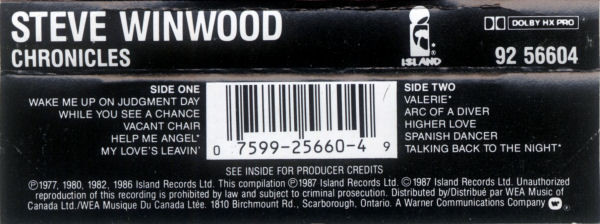 STEVE WINWOOD
CHRONICLES
ISLAND
DOLBY HX PRO
92 56604
SIDE ONE
WAKE ME UP ON JUDGMENT DAY
WHILE YOU SEE A CHANCE
VACANT CHAIR
HELP ME ANGEL*
MY LOVE'S LEAVIN'
0 7599-25660-4 9
SIDE TWO
VALERIE*
ARC OF A DIVER
HIGHER LOVE
SPANISH DANCER
TALKING BACK TO THE NIGHT*
SEE INSIDE FOR PRODUCER CREDITS
℗1977, 1980, 1982, 1986 Island Records Ltd. This compilation ℗1987 Island Records Ltd. ©1987 Island Records Ltd. Unauthorized
reproduction of this recording is prohibited by law and subject to criminal prosecution. Distributed/Distribué par WEA Music of
Canada Ltd./WEA Musique Du Canada Ltée. 1810 Birchmount Rd., Scarborough, Ontario. A Warner Communications Company